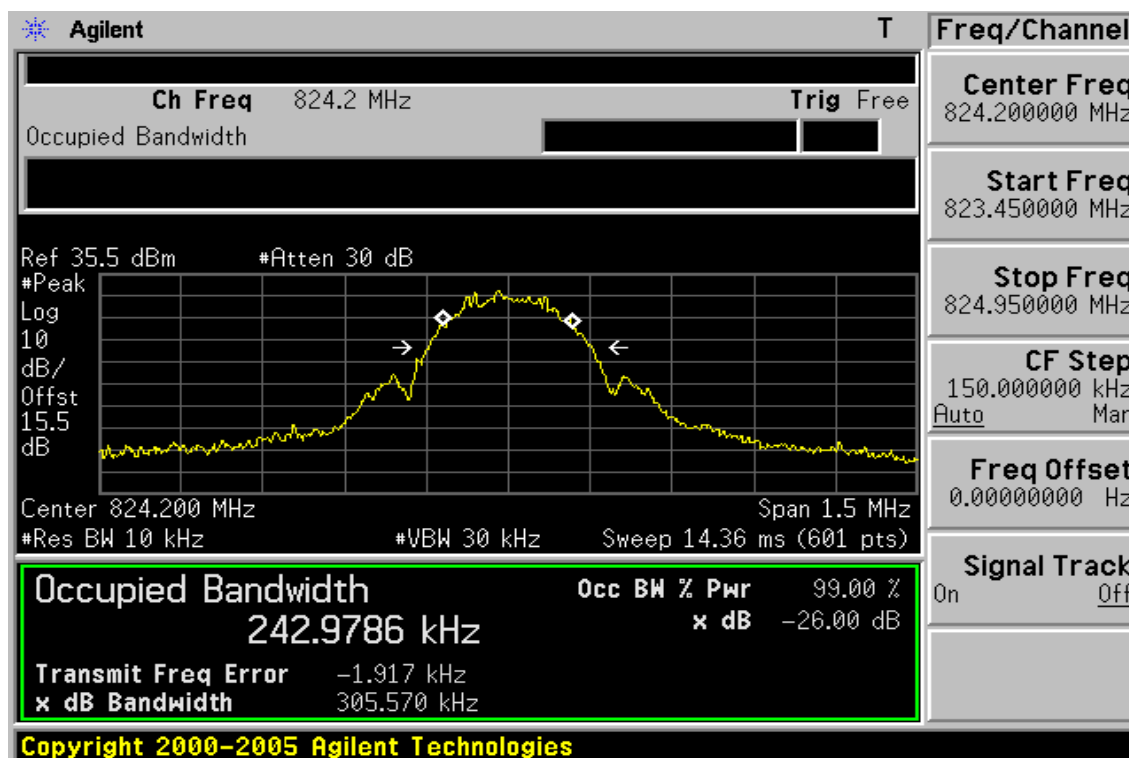 Agilent T
Ch Freq 824.2 MHz Trig Free
Occupied Bandwidth
Ref 35.5 dBm #Atten 30 dB
#Peak
Log
10
dB/
Offst
15.5
dB
Center 824.200 MHz Span 1.5 MHz
#Res BW 10 kHz #VBW 30 kHz Sweep 14.36 ms (601 pts)
Occupied Bandwidth Occ BW % Pwr 99.00 %
242.9786 kHz x dB -26.00 dB
Transmit Freq Error -1.917 kHz
x dB Bandwidth 305.570 kHz
Copyright 2000-2005 Agilent Technologies
Freq/Channel
Center Freq
824.200000 MHz
Start Freq
823.450000 MHz
Stop Freq
824.950000 MHz
CF Step
150.000000 kHz
Auto Man
Freq Offset
0.00000000 Hz
Signal Track
On Off